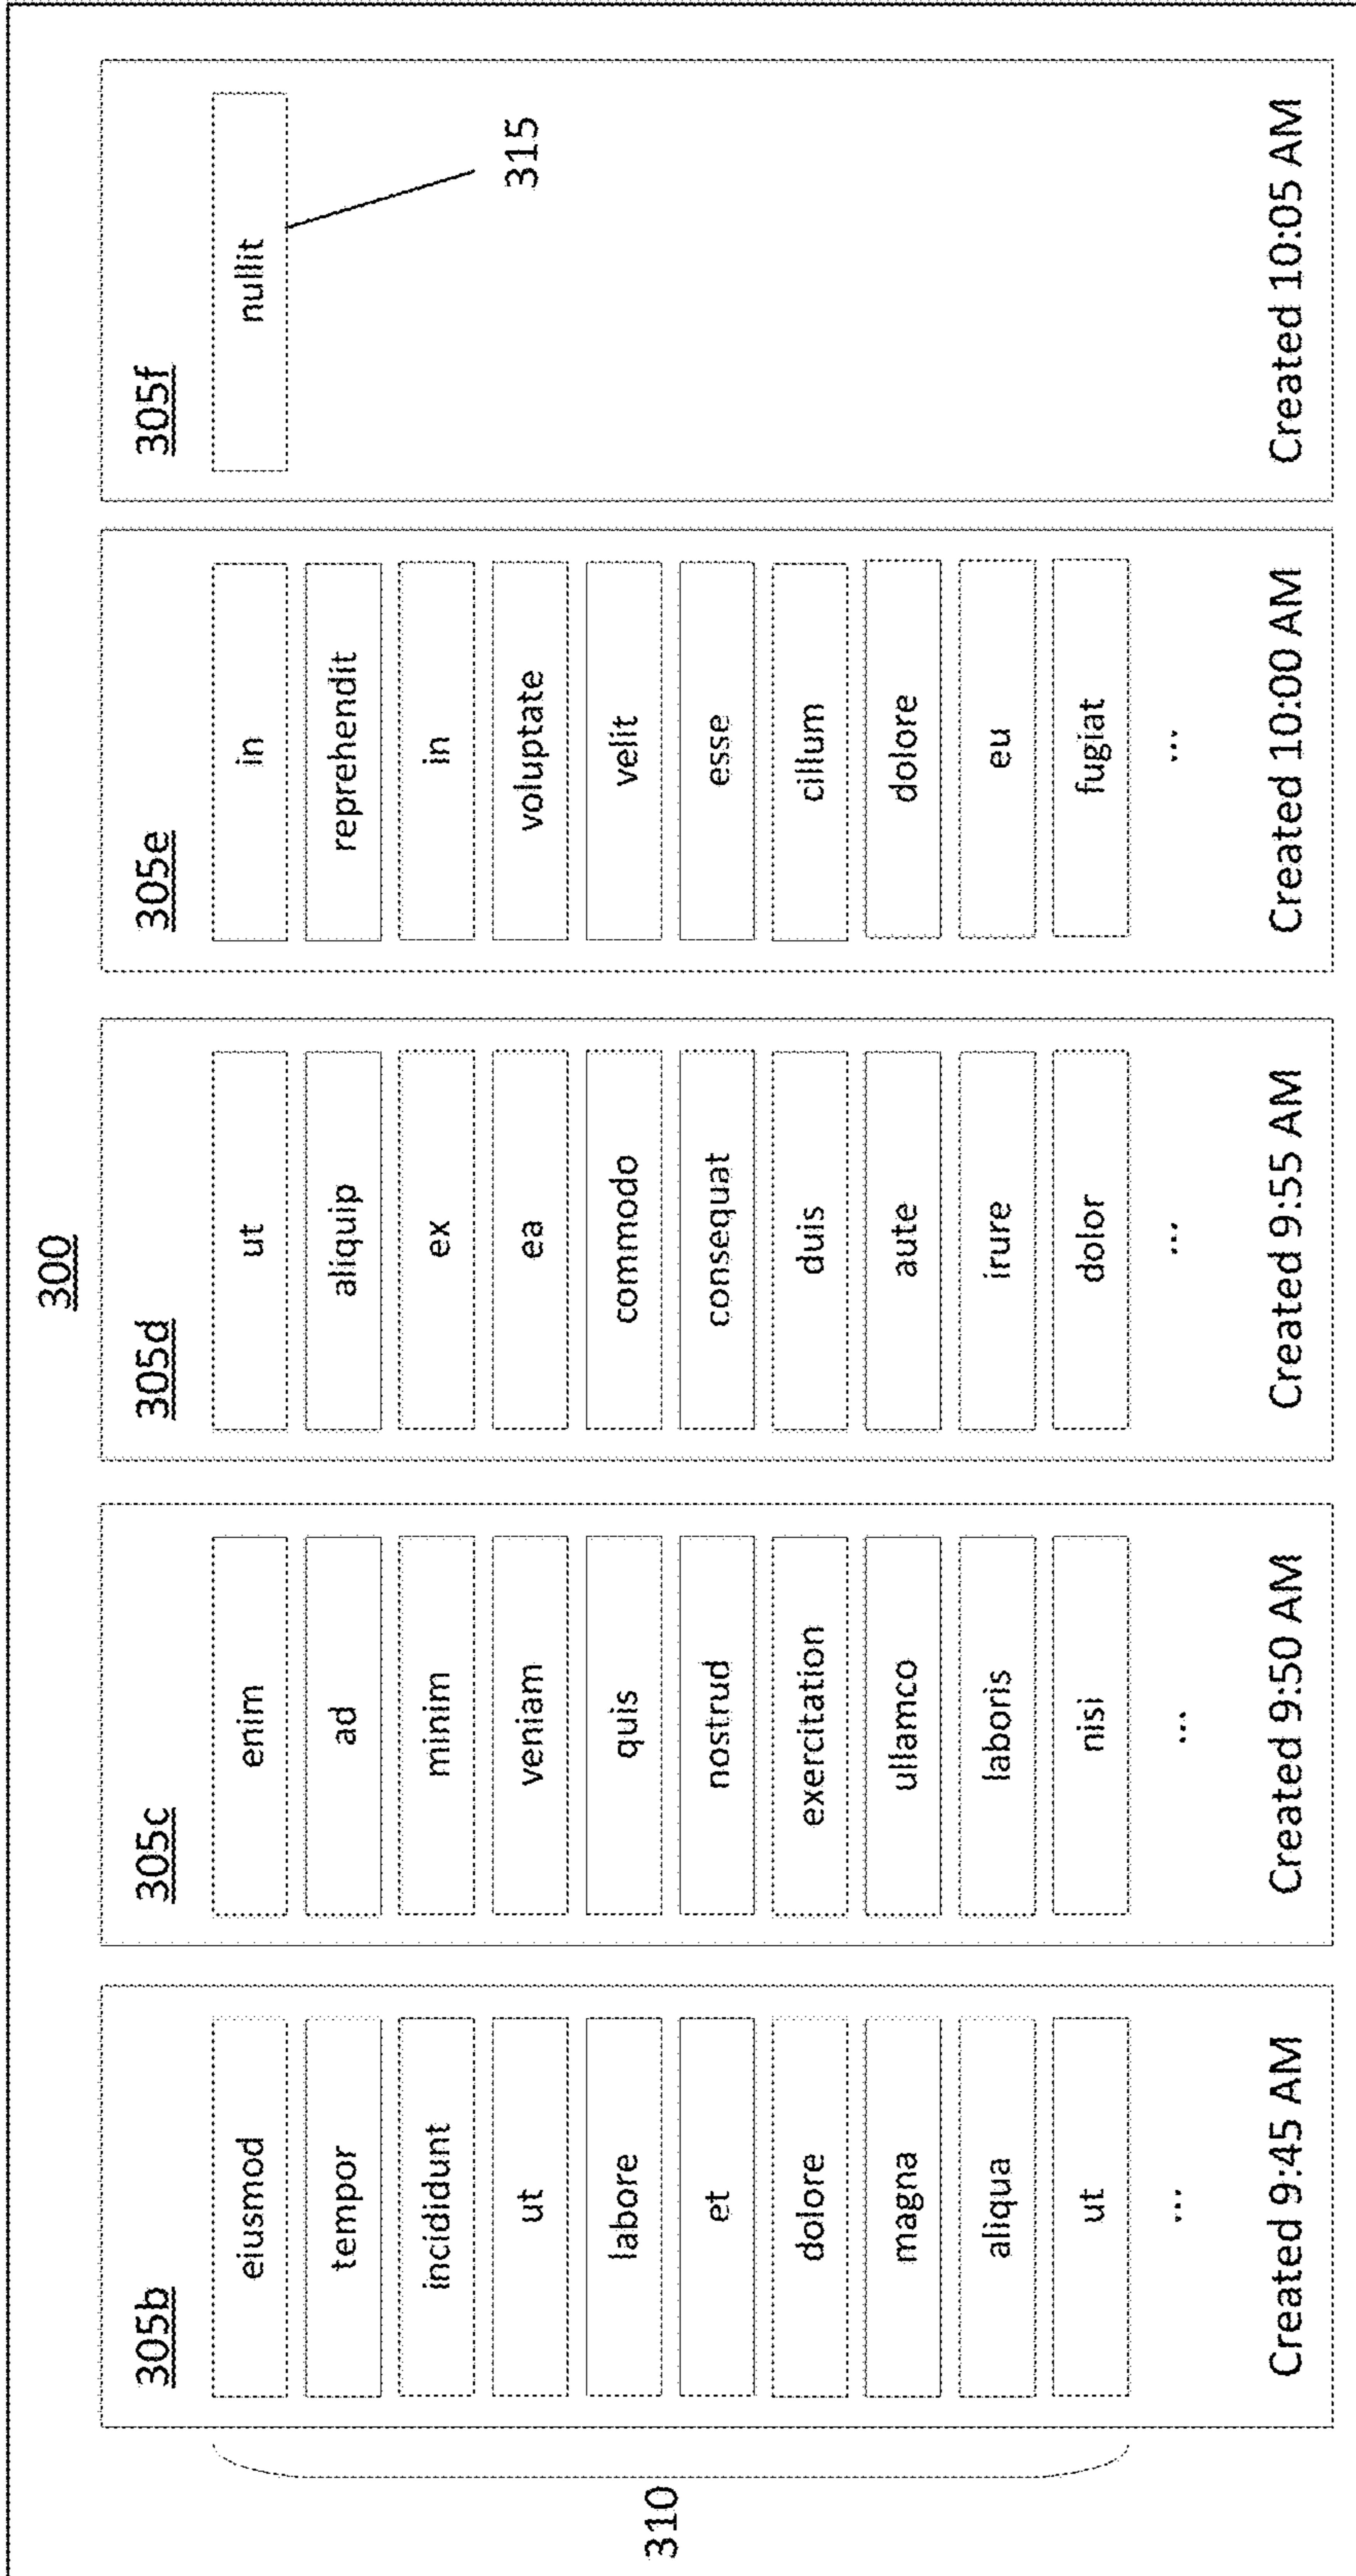 300
310
305b
eiusmod
tempor
incididunt
ut
labore
et
dolore
magna
aliqua
ut
...
Created 9:45 AM
305c
enim
ad
minim
veniam
quis
nostrud
exercitation
ullamco
laboris
nisi
...
Created 9:50 AM
305d
ut
aliquip
ex
ea
commodo
consequat
duis
aute
irure
dolor
...
Created 9:55 AM
305e
in
reprehendit
in
voluptate
velit
esse
cillum
dolore
eu
fugiat
...
Created 10:00 AM
305f
nullit
315
Created 10:05 AM